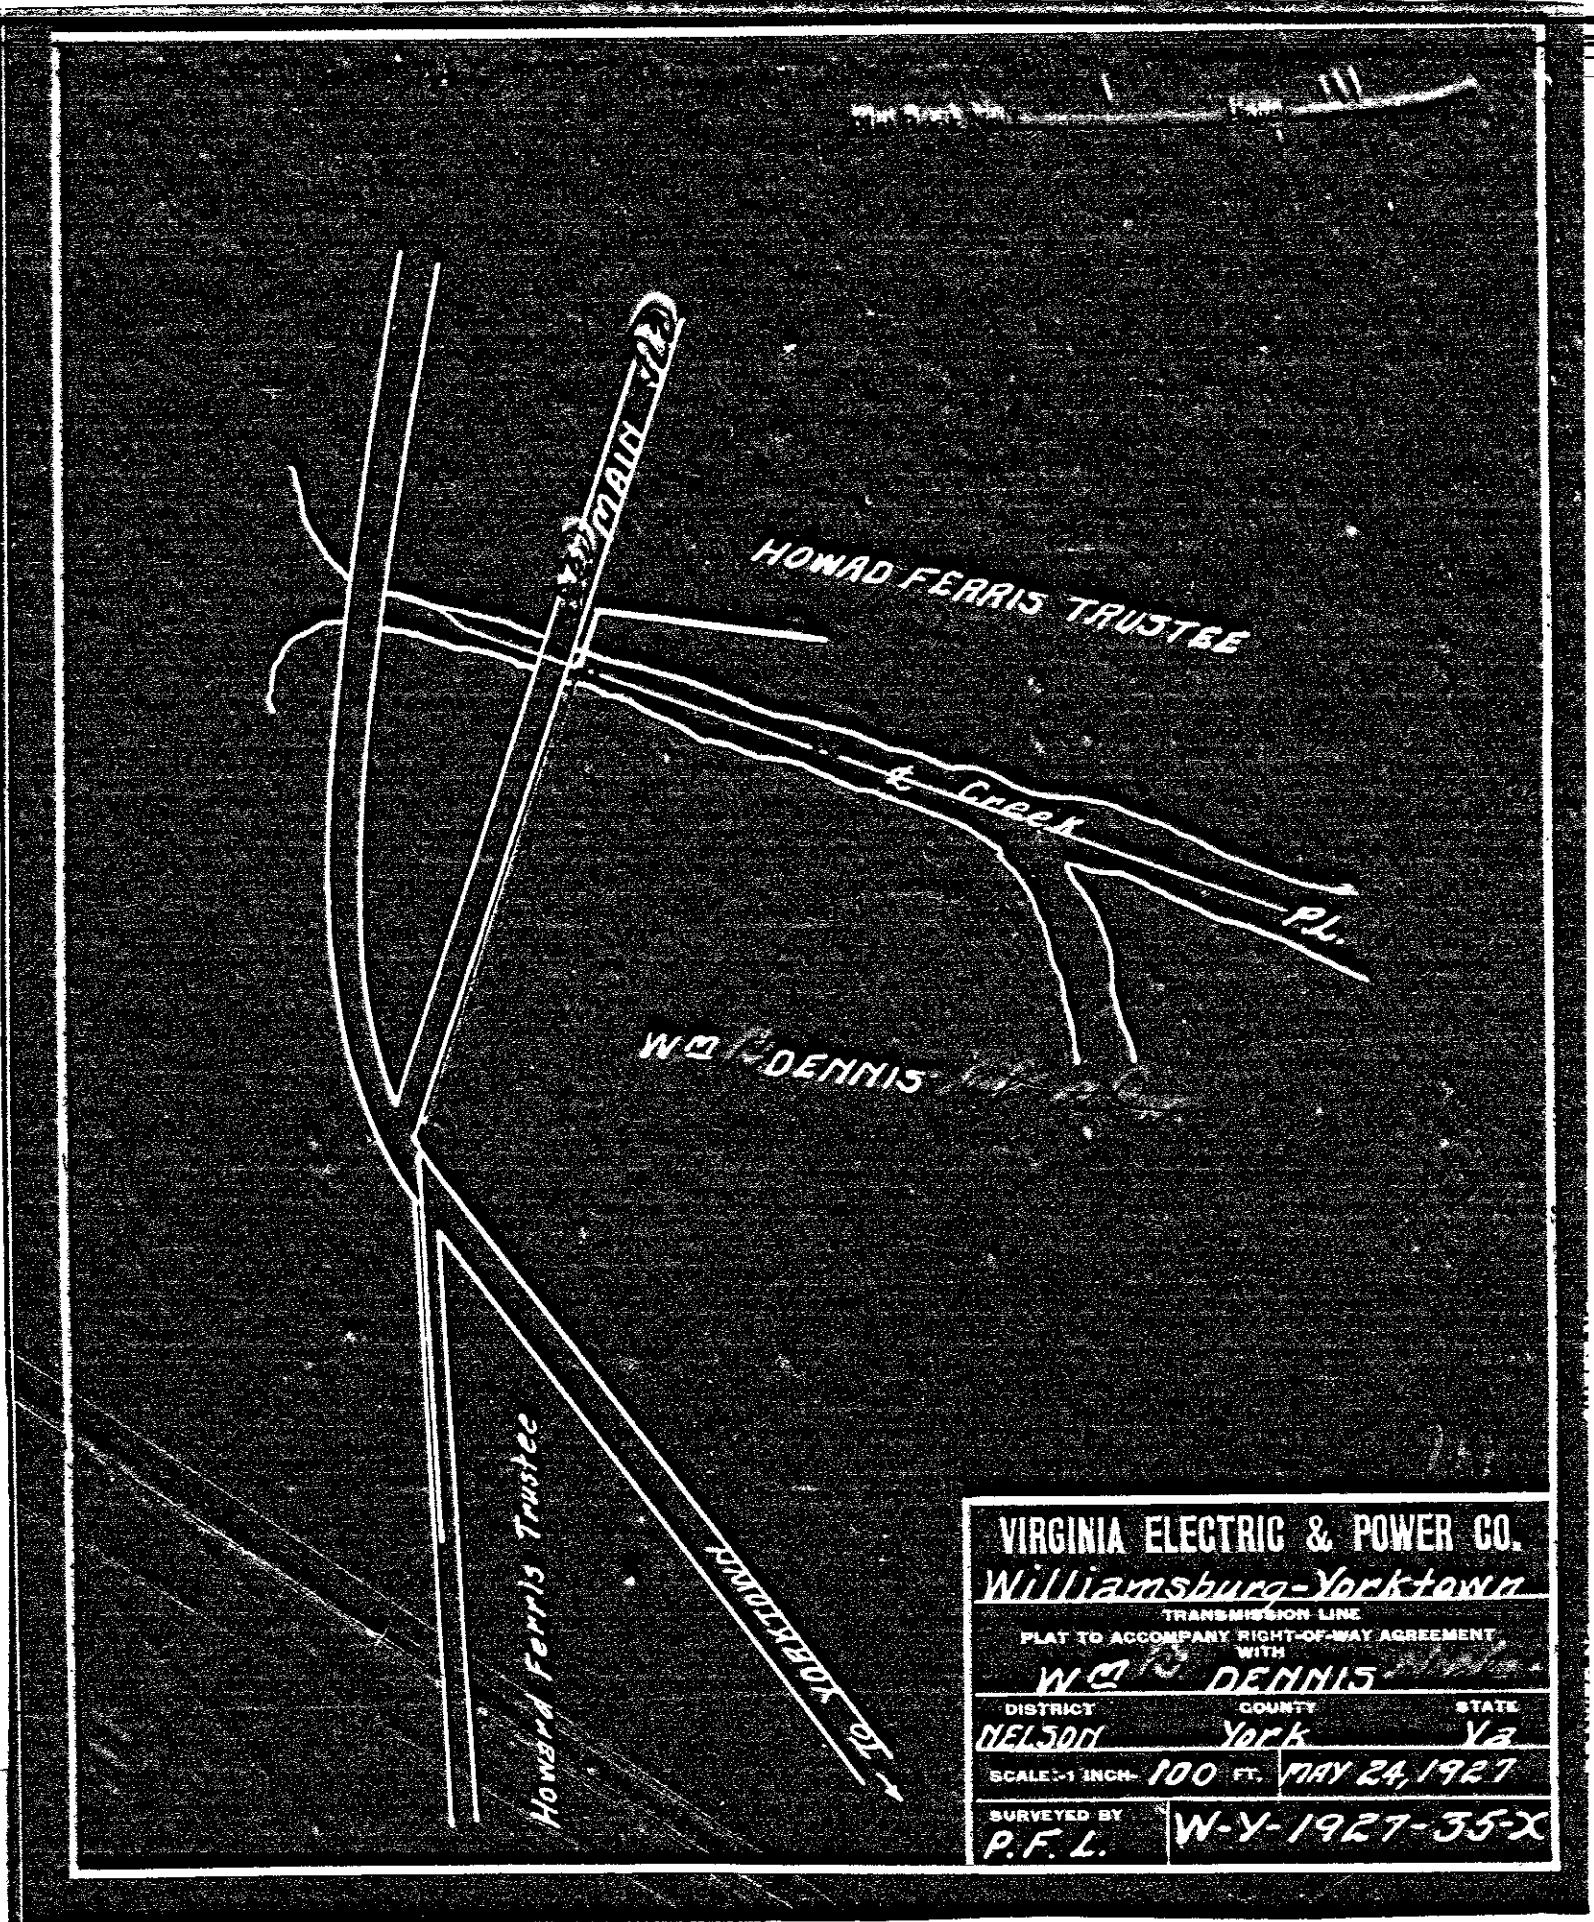 MAIN
HOWAD FERRIS TRUSTEE
℄ Creek
P.L.
Wm DENNIS
Howard Ferris Trustee
TO YORKTOWN
VIRGINIA ELECTRIC & POWER CO.
Williamsburg-Yorktown
TRANSMISSION LINE
PLAT TO ACCOMPANY RIGHT-OF-WAY AGREEMENT
WITH
Wm DENNIS
DISTRICT COUNTY STATE
NELSON York Va
SCALE:-1 INCH- 100 FT. MAY 24, 1927
SURVEYED BY
P. F. L.
W-Y-1927-35-X